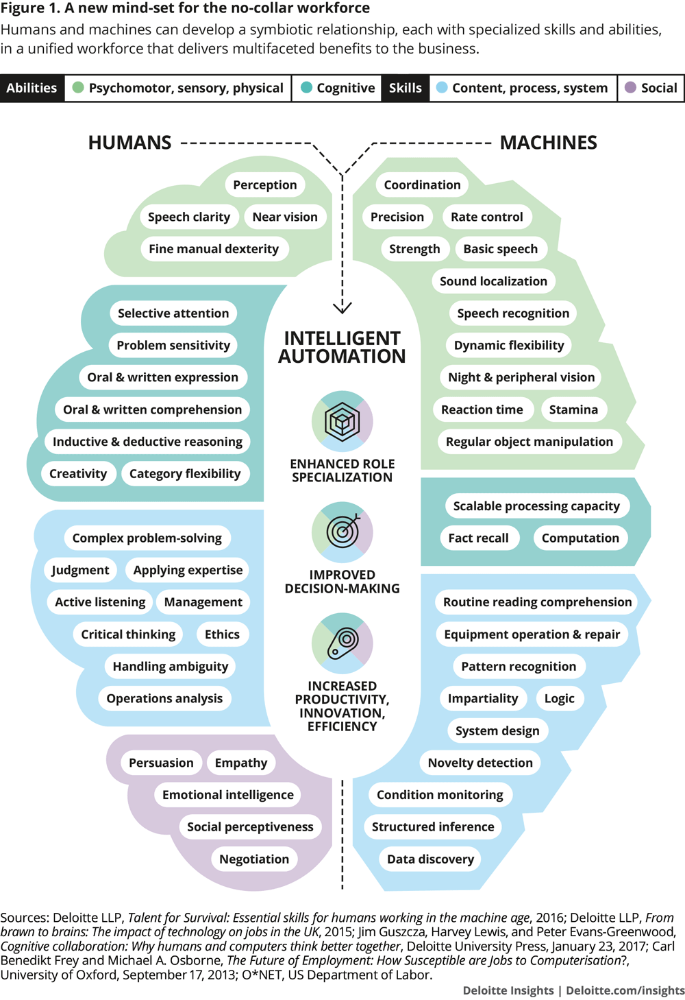 Figure 1. A new mind-set for the no-collar workforce
Humans and machines can develop a symbiotic relationship, each with specialized skills and abilities,
in a unified workforce that delivers multifaceted benefits to the business.
Abilities Psychomotor, sensory, physical Cognitive Skills Content, process, system Social
HUMANS
Perception
Speech clarity Near vision
Fine manual dexterity
Selective attention
Problem sensitivity
Oral & written expression
Oral & written comprehension
Inductive & deductive reasoning
Creativity Category flexibility
Complex problem-solving
Judgment Applying expertise
Active listening Management
Critical thinking Ethics
Handling ambiguity
Operations analysis
Persuasion Empathy
Emotional intelligence
Social perceptiveness
Negotiation
INTELLIGENT
AUTOMATION
ENHANCED ROLE
SPECIALIZATION
IMPROVED
DECISION-MAKING
INCREASED
PRODUCTIVITY,
INNOVATION,
EFFICIENCY
MACHINES
Coordination
Precision Rate control
Strength Basic speech
Sound localization
Speech recognition
Dynamic flexibility
Night & peripheral vision
Reaction time Stamina
Regular object manipulation
Scalable processing capacity
Fact recall Computation
Routine reading comprehension
Equipment operation & repair
Pattern recognition
Impartiality Logic
System design
Novelty detection
Condition monitoring
Structured inference
Data discovery
Sources: Deloitte LLP, Talent for Survival: Essential skills for humans working in the machine age, 2016; Deloitte LLP, From
brawn to brains: The impact of technology on jobs in the UK, 2015; Jim Guszcza, Harvey Lewis, and Peter Evans-Greenwood,
Cognitive collaboration: Why humans and computers think better together, Deloitte University Press, January 23, 2017; Carl
Benedikt Frey and Michael A. Osborne, The Future of Employment: How Susceptible are Jobs to Computerisation?,
University of Oxford, September 17, 2013; O*NET, US Department of Labor.
Deloitte Insights | Deloitte.com/insights